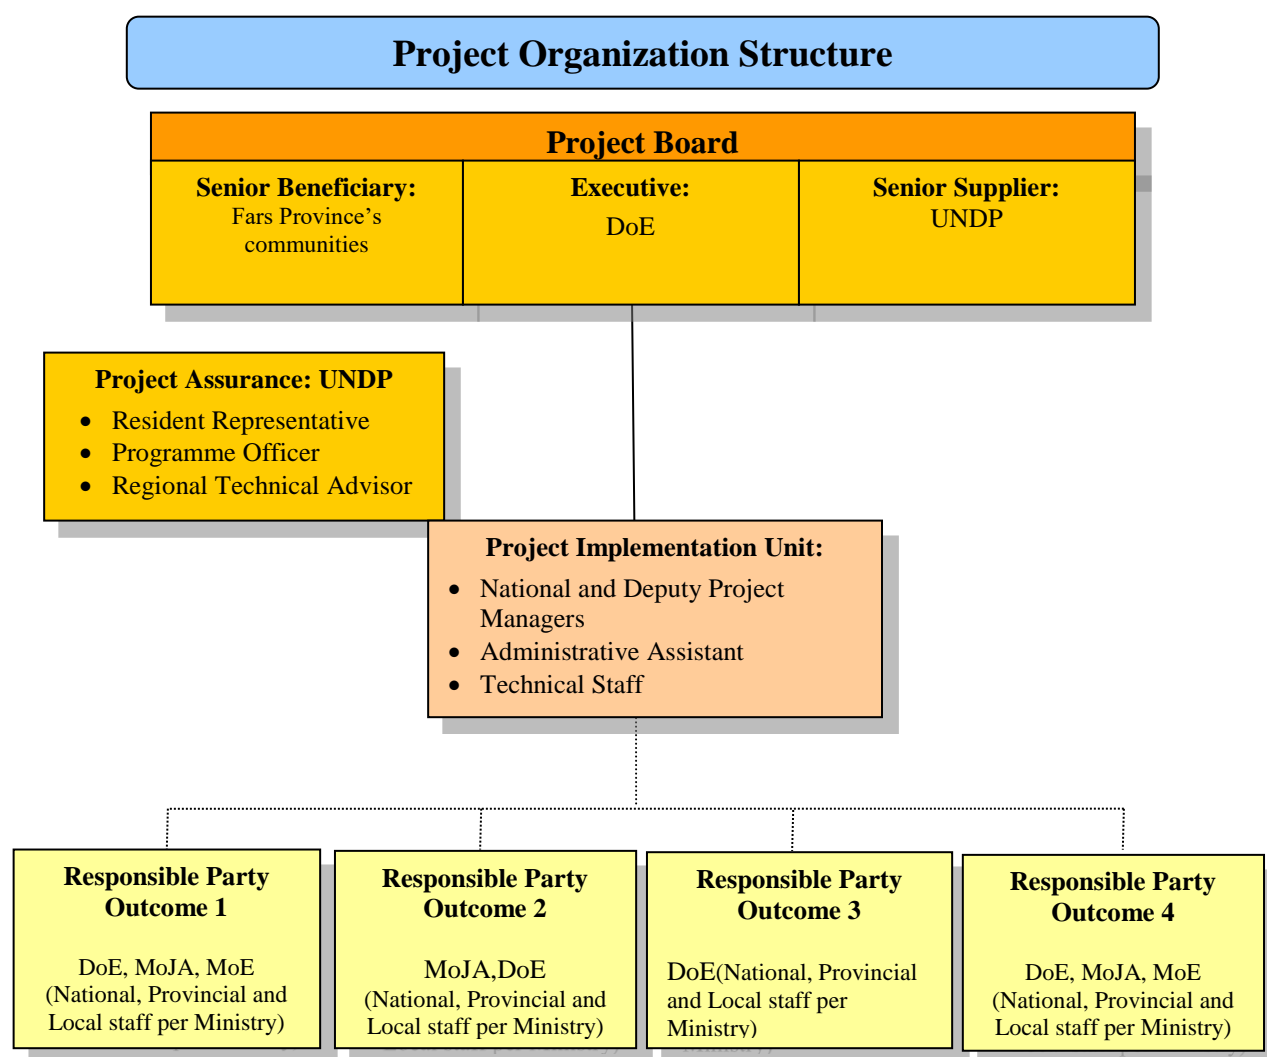 Project Organization Structure
Project Board
Senior Beneficiary:
Fars Province’s
communities
Executive:
DoE
Senior Supplier:
UNDP
Project Assurance: UNDP
• Resident Representative
• Programme Officer
• Regional Technical Advisor
Project Implementation Unit:
• National and Deputy Project
Managers
• Administrative Assistant
• Technical Staff
Responsible Party
Outcome 1
DoE, MoJA, MoE
(National, Provincial and
Local staff per Ministry)
Responsible Party
Outcome 2
MoJA,DoE
(National, Provincial and
Local staff per Ministry)
Responsible Party
Outcome 3
DoE(National, Provincial
and Local staff per
Ministry)
Responsible Party
Outcome 4
DoE, MoJA, MoE
(National, Provincial and
Local staff per Ministry)